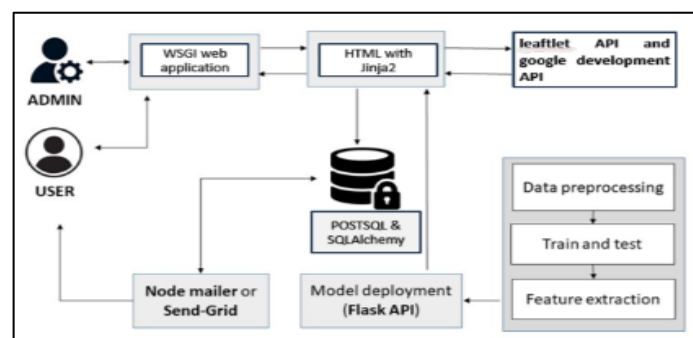 WSGI web
application
HTML with
Jinja2
leaftlet API and
google development
API
ADMIN
USER
POSTSQL &
SQLAlchemy
Data preprocessing
Train and test
Feature extraction
Node mailer or
Send-Grid
Model deployment
(Flask API)